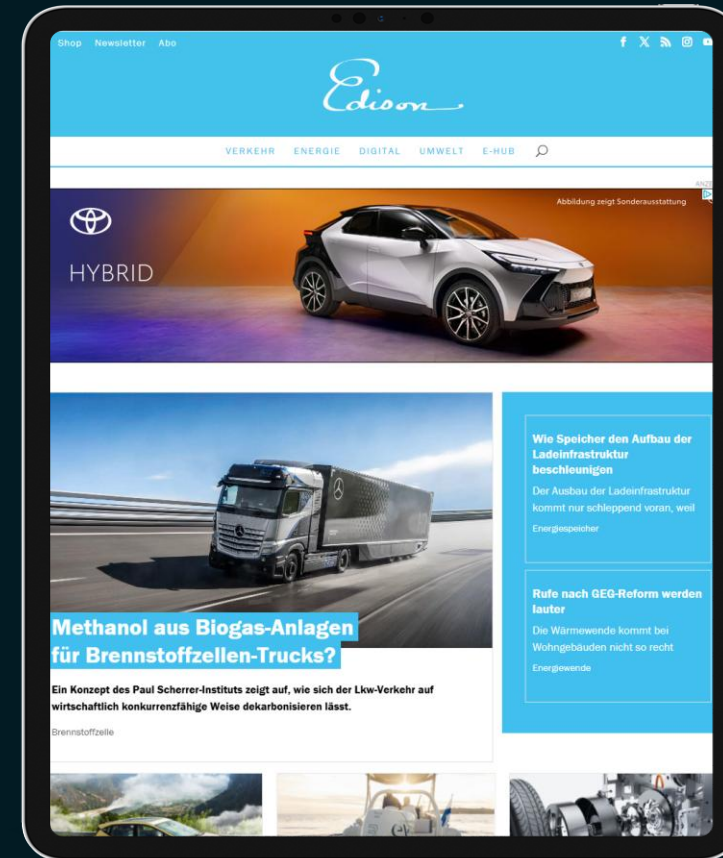 Shop Newsletter Abo
Edison
VERKEHR ENERGIE DIGITAL UMWELT E-HUB
Abbildung zeigt Sonderausstattung
HYBRID
Methanol aus Biogas-Anlagen
für Brennstoffzellen-Trucks?
Ein Konzept des Paul Scherrer-Instituts zeigt auf, wie sich der Lkw-Verkehr auf
wirtschaftlich konkurrenzfähige Weise dekarbonisieren lässt.
Brennstoffzelle
Wie Speicher den Aufbau der
Ladeinfrastruktur
beschleunigen
Der Ausbau der Ladeinfrastruktur
kommt nur schleppend voran, weil
Energiespeicher
Rufe nach GEG-Reform werden
lauter
Die Wärmewende kommt bei
Wohngebäuden nicht so recht
Energiewende